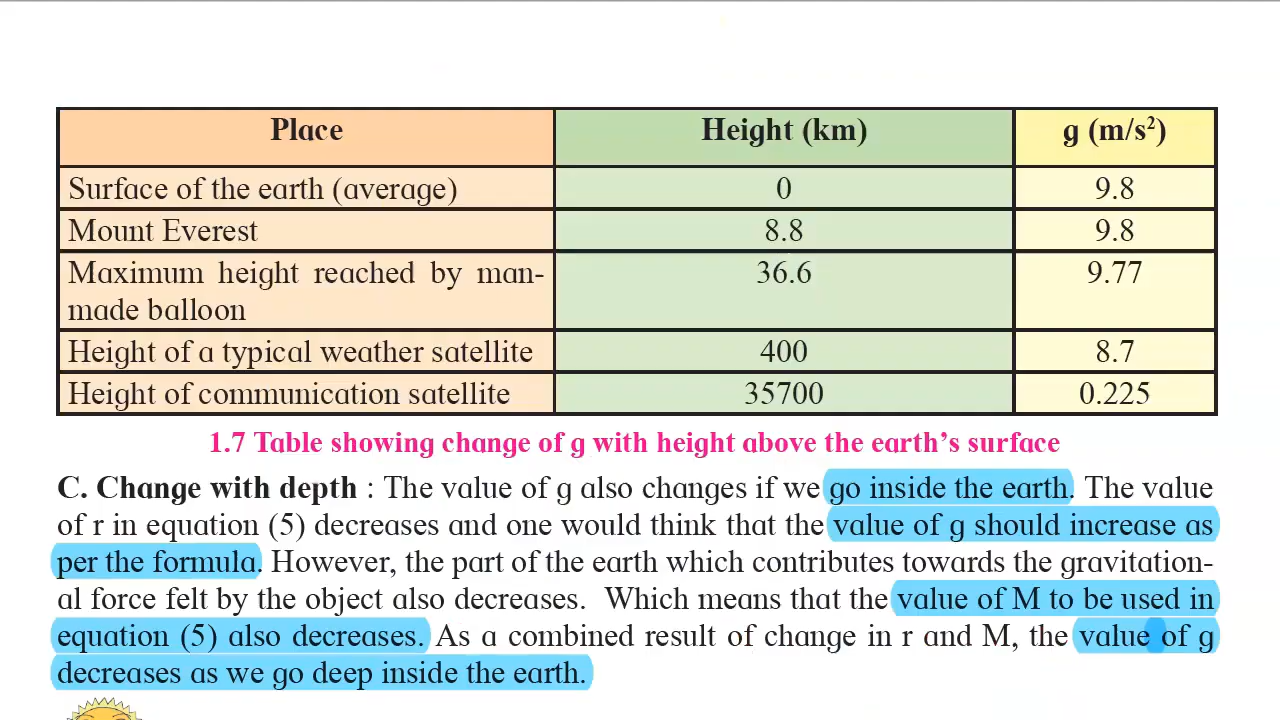 Place Height (km) g (m/s²)
Surface of the earth (average) 0 9.8
Mount Everest 8.8 9.8
Maximum height reached by man- 36.6 9.77
made balloon
Height of a typical weather satellite 400 8.7
Height of communication satellite 35700 0.225
1.7 Table showing change of g with height above the earth's surface
C. Change with depth : The value of g also changes if we go inside the earth. The value
of r in equation (5) decreases and one would think that the value of g should increase as
per the formula. However, the part of the earth which contributes towards the gravitation-
al force felt by the object also decreases. Which means that the value of M to be used in
equation (5) also decreases. As a combined result of change in r and M, the value of g
decreases as we go deep inside the earth.